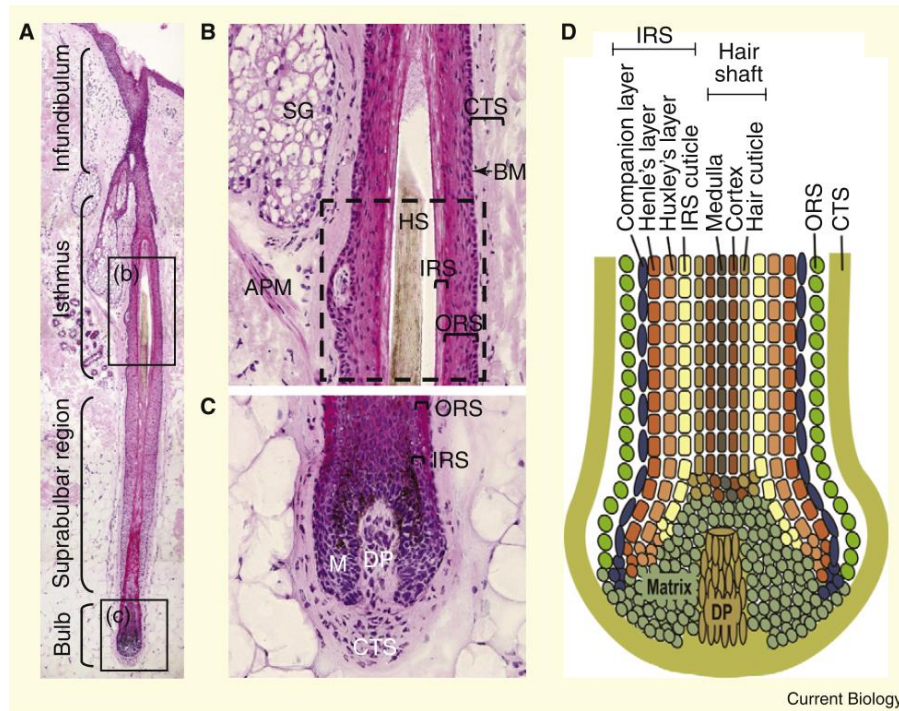 A
Infundibulum
Isthmus
Suprabulbar region
Bulb
(b)
(c)
B
SG
CTS
BM
HS
IRS
APM
ORS
C
ORS
IRS
M
DP
CTS
D
IRS
Hair
shaft
Companion layer
Henle's layer
Huxley's layer
IRS cuticle
Medulla
Cortex
Hair cuticle
ORS
CTS
Matrix
DP
Current Biology